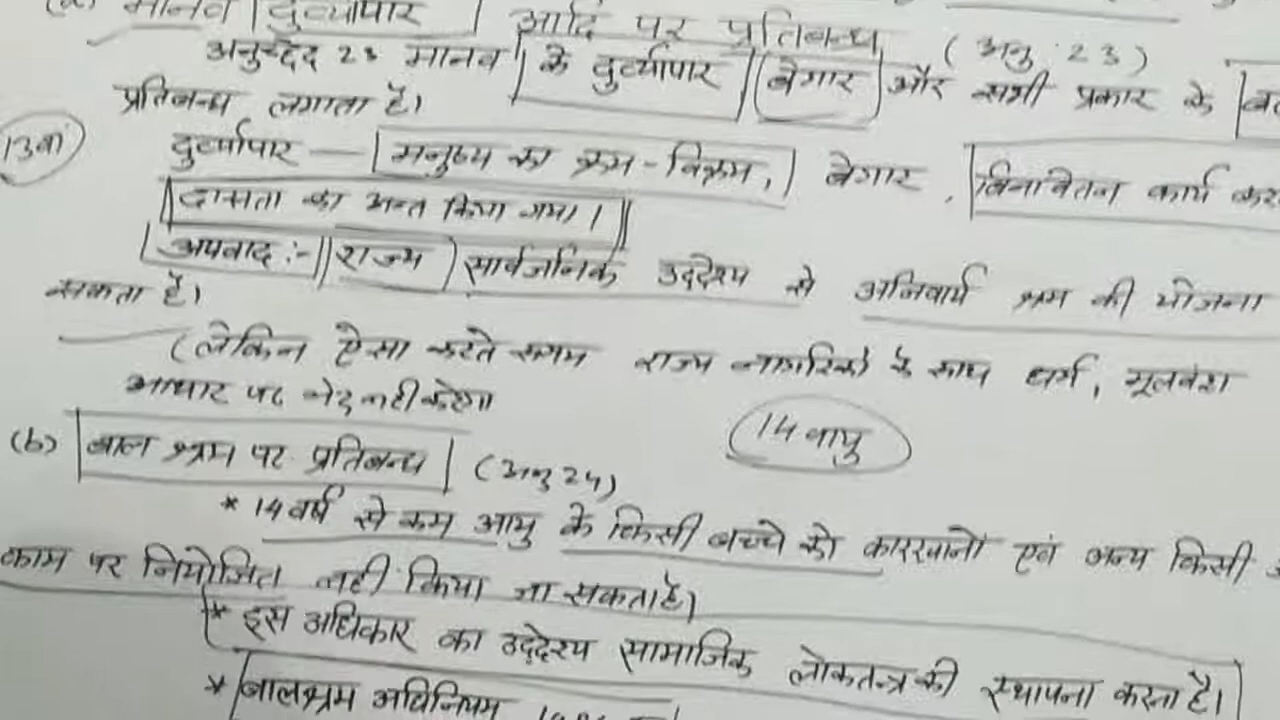 मानव दुर्व्यापार आदि पर प्रतिबन्ध (अनु. 23)
अनुच्छेद 23 मानव के दुर्व्यापार बेगार और सभी प्रकार के
प्रतिबन्ध लगाता है।
13वां
दुर्व्यापार — मनुष्य का क्रय-विक्रय, बेगार, बिना वेतन कार्य
दासता का अन्त किया गया।
अपवाद :- राज्य सार्वजनिक उद्देश्य से अनिवार्य श्रम की योजना
सकता है।
(लेकिन ऐसा करते समय राज्य नागरिकों के साथ धर्म, मूलवंश
आधार पर भेद नही करेगा
14 आयु
(b) बाल श्रम पर प्रतिबन्ध (अनु 24)
* 14 वर्ष से कम आयु के किसी बच्चे को कारखानो एवं अन्य किसी
काम पर नियोजित नही किया जा सकता है।
* इस अधिकार का उद्देश्य सामाजिक लोकतन्त्र की स्थापना करना है।
* बालश्रम अधिनियम